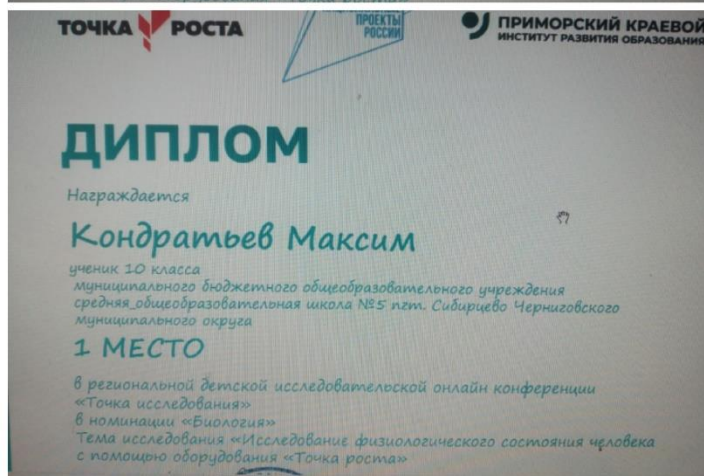 ТОЧКА РОСТА
ПРОЕКТЫ
РОССИИ
ПРИМОРСКИЙ КРАЕВОЙ
ИНСТИТУТ РАЗВИТИЯ ОБРАЗОВАНИЯ
ДИПЛОМ
Награждается
Кондратьев Максим
ученик 10 класса
муниципального бюджетного общеобразовательного учреждения
средняя_общеобразовательная школа №5 пгт. Сибирцево Черниговского
муниципального округа
1 МЕСТО
в региональной детской исследовательской онлайн конференции
«Точка исследования»
в номинации «Биология»
Тема исследования «Исследование физиологического состояния человека
с помощью оборудования «Точка роста»